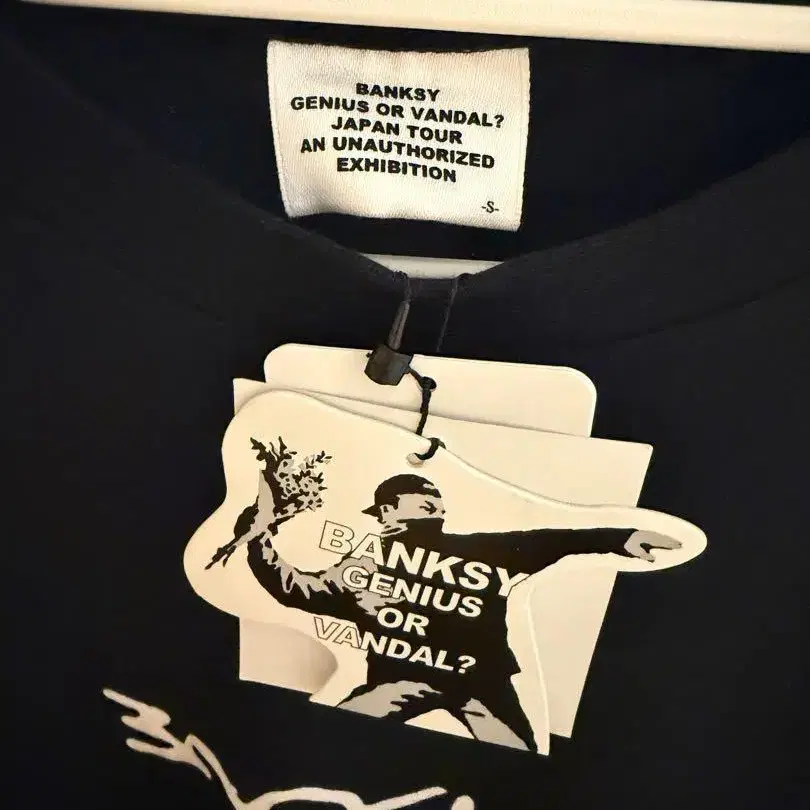 BANKSY
GENIUS OR VANDAL?
JAPAN TOUR
AN UNAUTHORIZED
EXHIBITION
-S-
BANKSY
GENIUS
OR
VANDAL?